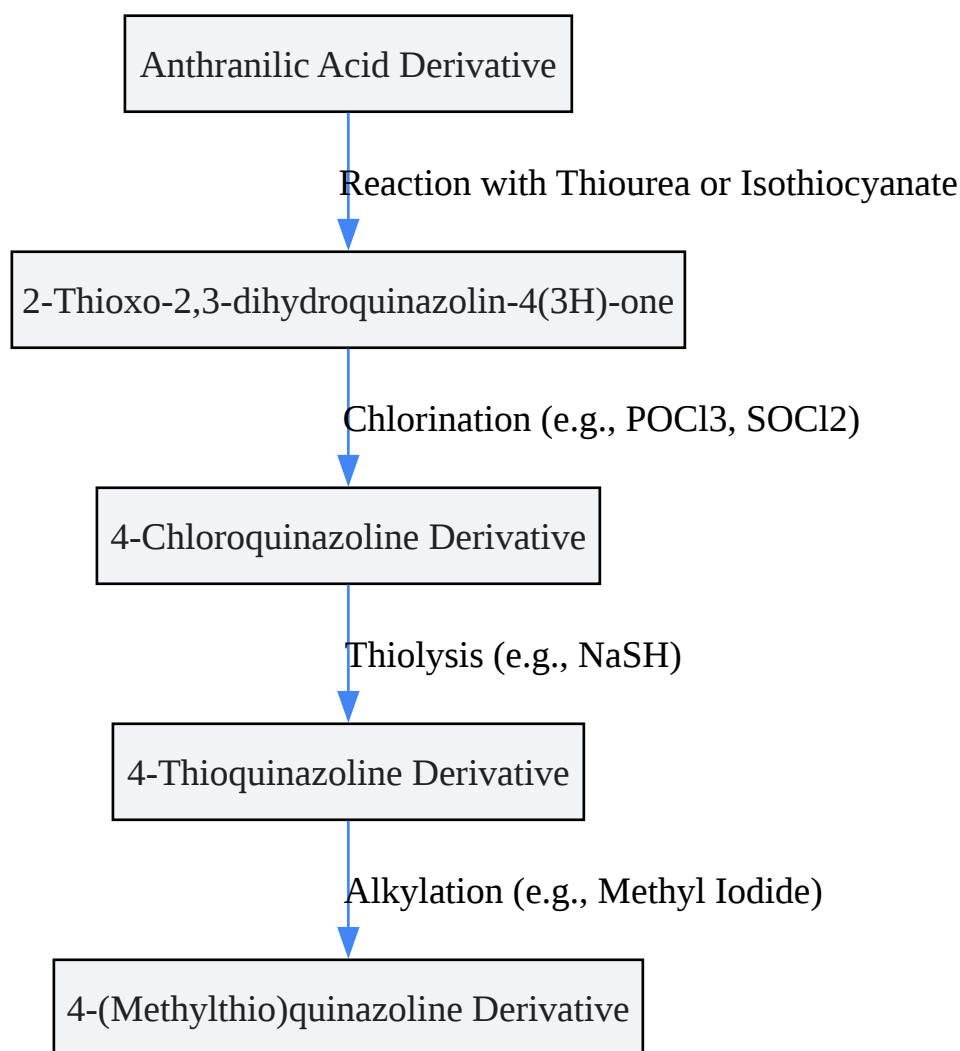 Anthranilic Acid Derivative
Reaction with Thiourea or Isothiocyanate
2-Thioxo-2,3-dihydroquinazolin-4(3H)-one
Chlorination (e.g., POCl3, SOCl2)
4-Chloroquinazoline Derivative
Thiolysis (e.g., NaSH)
4-Thioquinazoline Derivative
Alkylation (e.g., Methyl Iodide)
4-(Methylthio)quinazoline Derivative